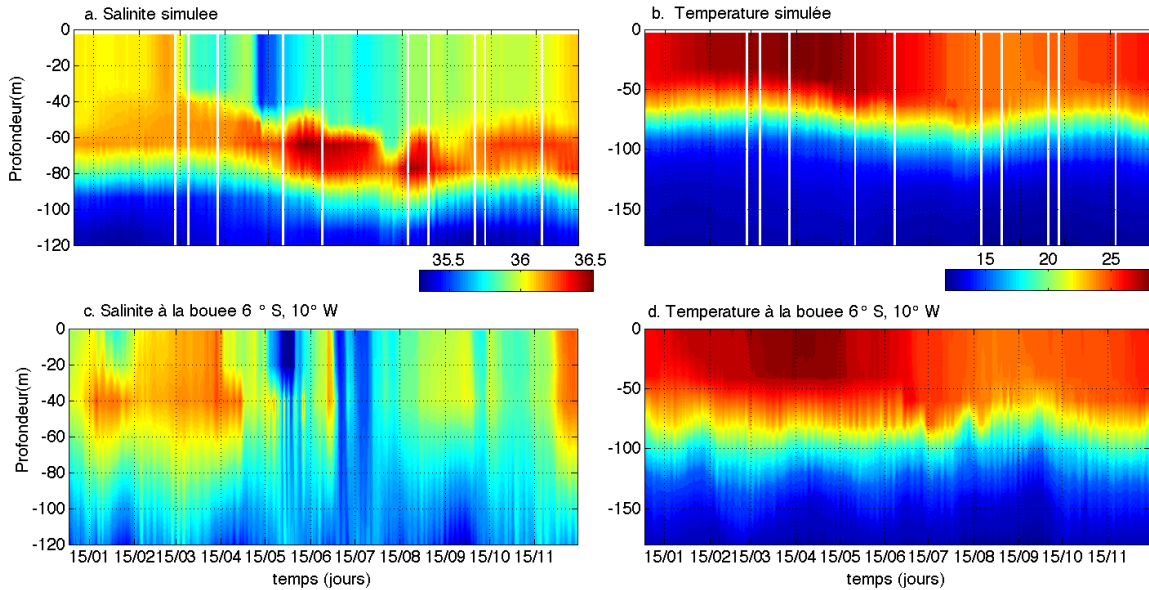 a. Salinite simulee
b. Temperature simulée
Profondeur(m)
0
-20
-40
-60
-80
-100
-120
0
-50
-100
-150
35.5 36 36.5
15 20 25
c. Salinite à la bouee 6 ° S, 10° W
d. Temperature à la bouee 6° S, 10° W
Profondeur(m)
0
-20
-40
-60
-80
-100
-120
0
-50
-100
-150
15/01 15/02 15/03 15/04 15/05 15/06 15/07 15/08 15/09 15/10 15/11
15/01 15/02 15/03 15/04 15/05 15/06 15/07 15/08 15/09 15/10 15/11
temps (jours)
temps (jours)